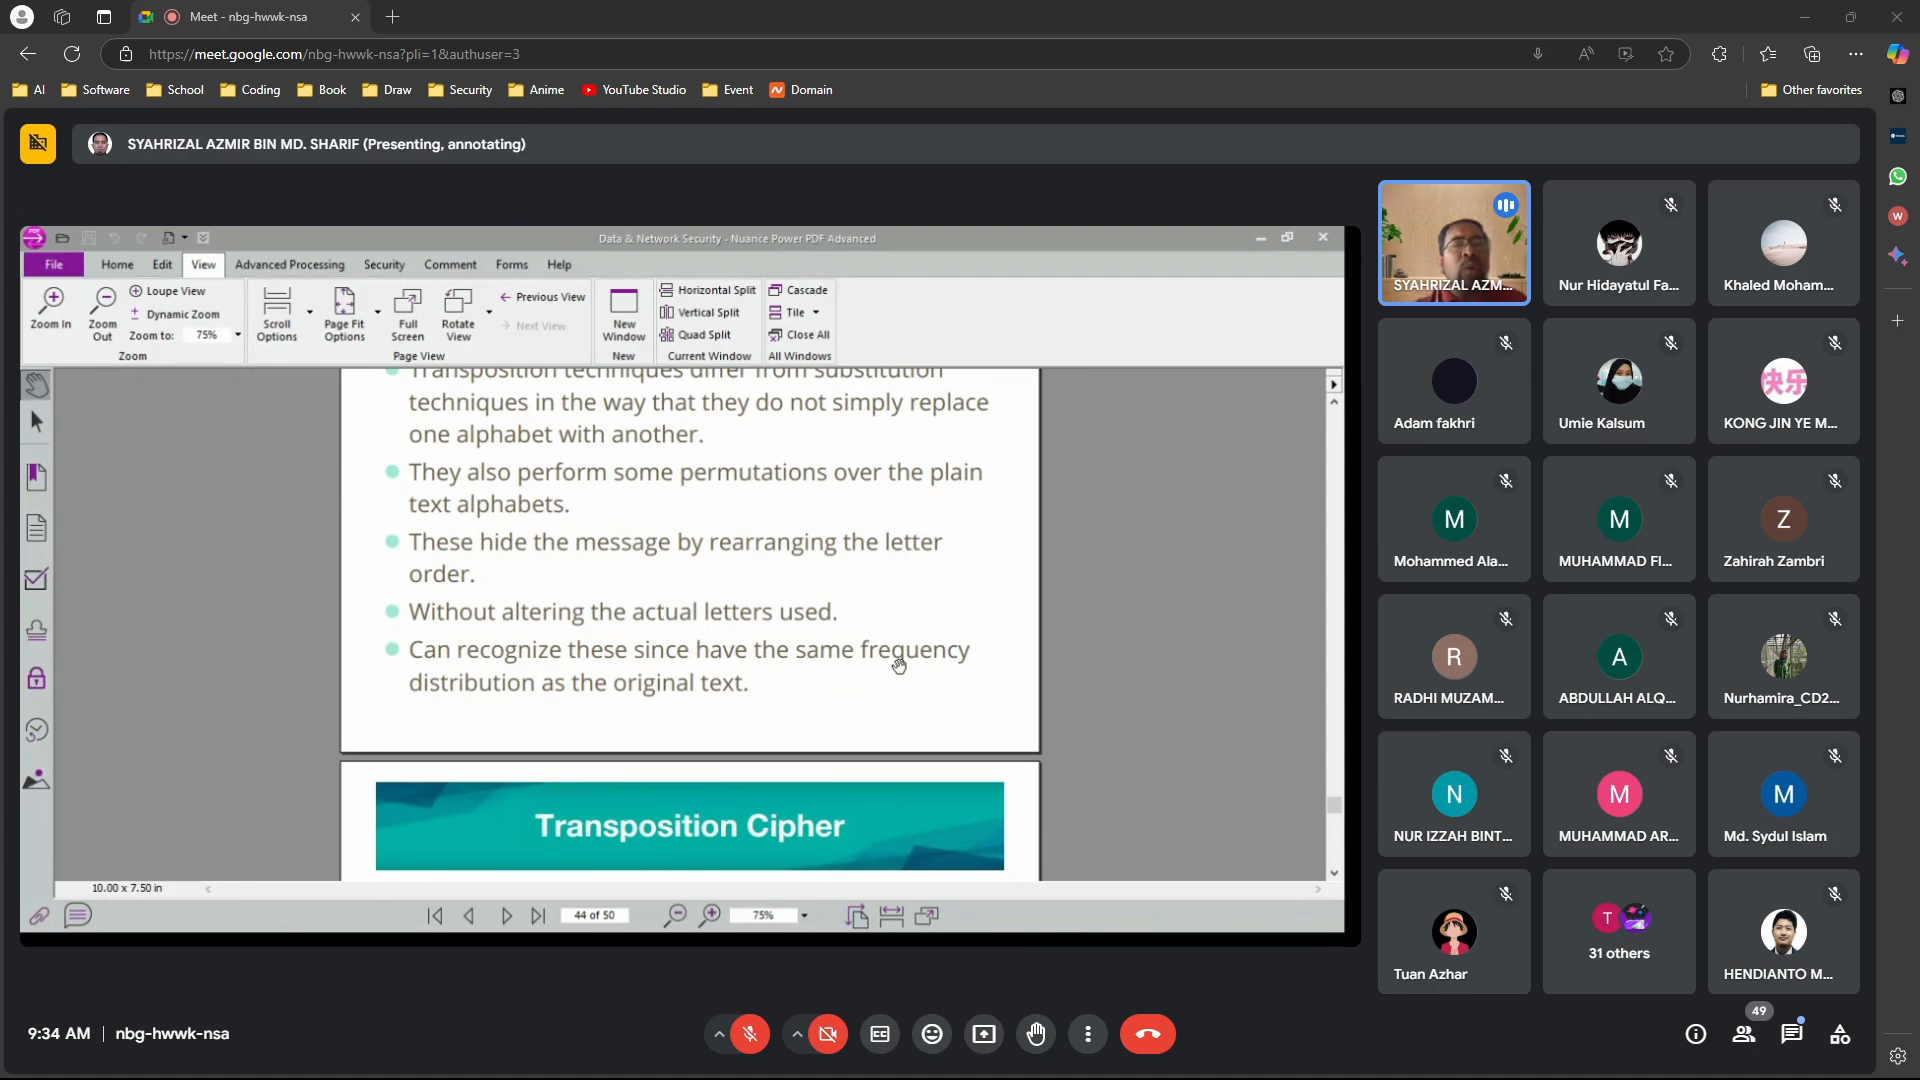 Meet - nbg-hwwk-nsa
https://meet.google.com/nbg-hwwk-nsa?pli=1&authuser=3
AI Software School Coding Book Draw Security Anime YouTube Studio Event Domain Other favorites
SYAHRIZAL AZMIR BIN MD. SHARIF (Presenting, annotating)
Data & Network Security - Nuance Power PDF Advanced
File Home Edit View Advanced Processing Security Comment Forms Help
Zoom In
Zoom Out
Loupe View
Dynamic Zoom
Zoom to: 75%
Zoom
Scroll Options
Page Fit Options
Full Screen
Rotate View
Previous View
Next View
Page View
New Window
New
Horizontal Split
Vertical Split
Quad Split
Current Window
Cascade
Tile
Close All
All Windows
Transposition techniques differ from substitution
techniques in the way that they do not simply replace
one alphabet with another.
They also perform some permutations over the plain
text alphabets.
These hide the message by rearranging the letter
order.
Without altering the actual letters used.
Can recognize these since have the same frequency
distribution as the original text.
Transposition Cipher
10.00 x 7.50 in
44 of 50
75%
SYAHRIZAL AZM...
Nur Hidayatul Fa...
Khaled Moham...
Adam fakhri
Umie Kalsum
快乐
KONG JIN YE M...
M
Mohammed Ala...
M
MUHAMMAD FI...
Z
Zahirah Zambri
R
RADHI MUZAM...
A
ABDULLAH ALQ...
Nurhamira_CD2...
N
NUR IZZAH BINT...
M
MUHAMMAD AR...
M
Md. Sydul Islam
Tuan Azhar
T
31 others
HENDIANTO M...
9:34 AM | nbg-hwwk-nsa
49